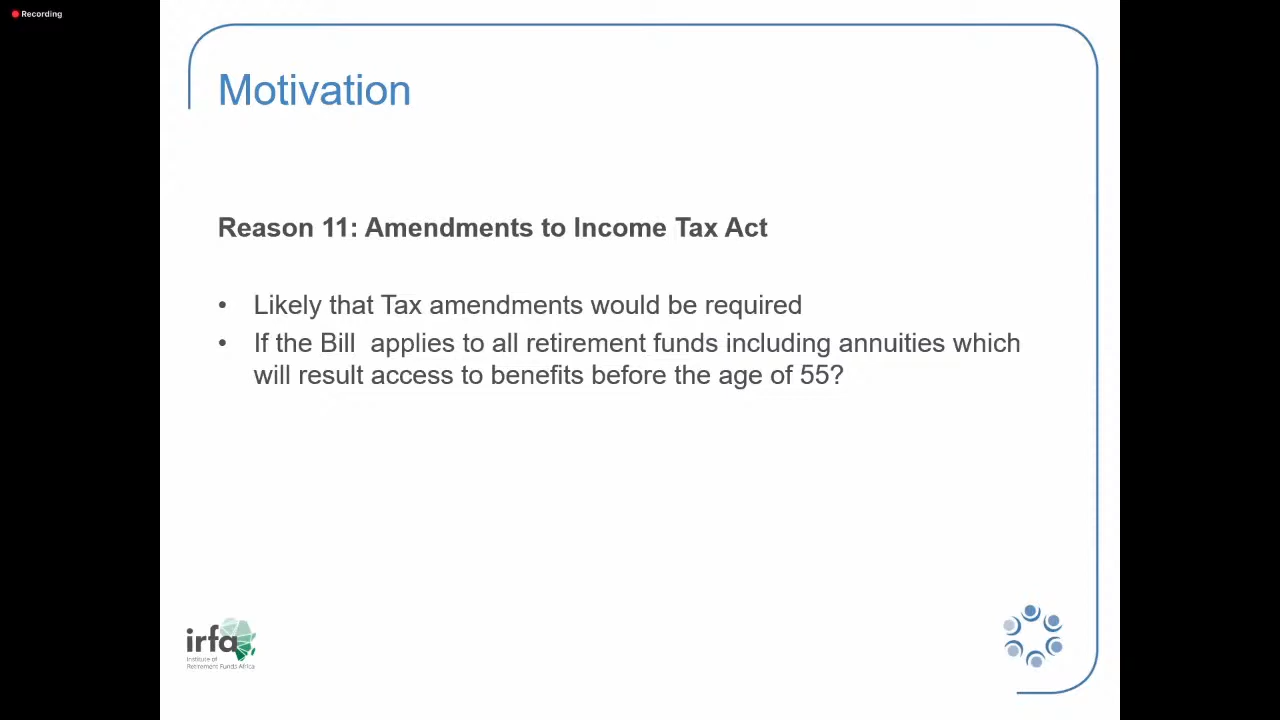 Recording
Motivation
Reason 11: Amendments to Income Tax Act
• Likely that Tax amendments would be required
• If the Bill  applies to all retirement funds including annuities which
will result access to benefits before the age of 55?
irfa
Institute of
Retirement Funds Africa